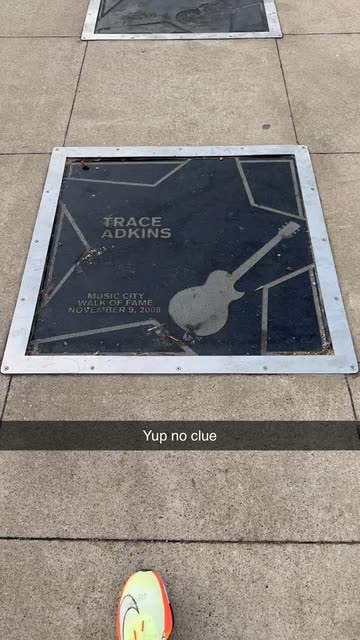 TRACE
ADKINS
MUSIC CITY
WALK OF FAME
NOVEMBER 9, 2008
Yup no clue